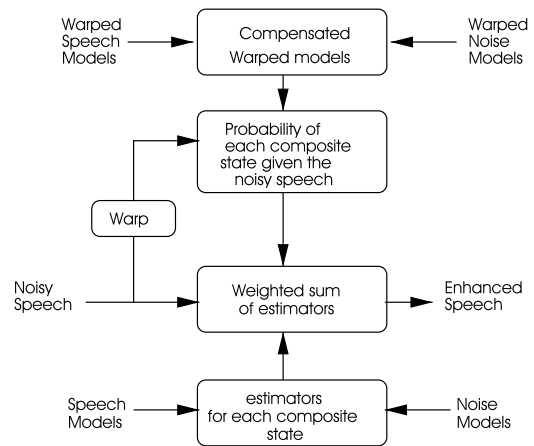 Warped
Speech
Models
Compensated
Warped models
Warped
Noise
Models
Probability of
each composite
state given the
noisy speech
Warp
Noisy
Speech
Weighted sum
of estimators
Enhanced
Speech
Speech
Models
estimators
for each composite
state
Noise
Models